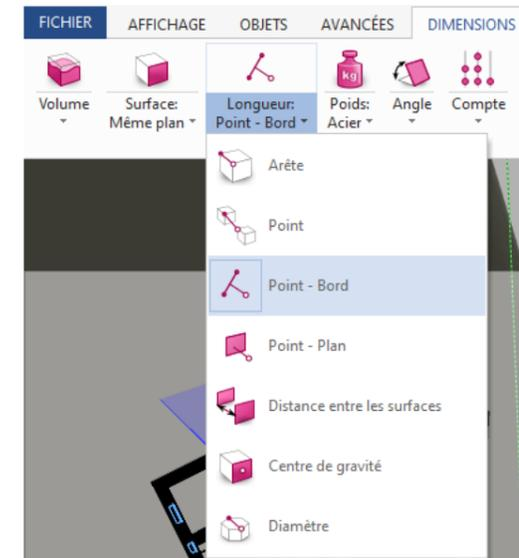 FICHIER AFFICHAGE OBJETS AVANCÉES DIMENSIONS
Volume Surface: Longueur: Poids: Angle Compte
Même plan Point - Bord Acier
kg
Arête
Point
Point - Bord
Point - Plan
Distance entre les surfaces
Centre de gravité
Diamètre